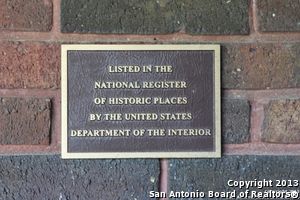 LISTED IN THE
NATIONAL REGISTER
OF HISTORIC PLACES
BY THE UNITED STATES
DEPARTMENT OF THE INTERIOR
Copyright © 2013
San Antonio Board of Realtors®